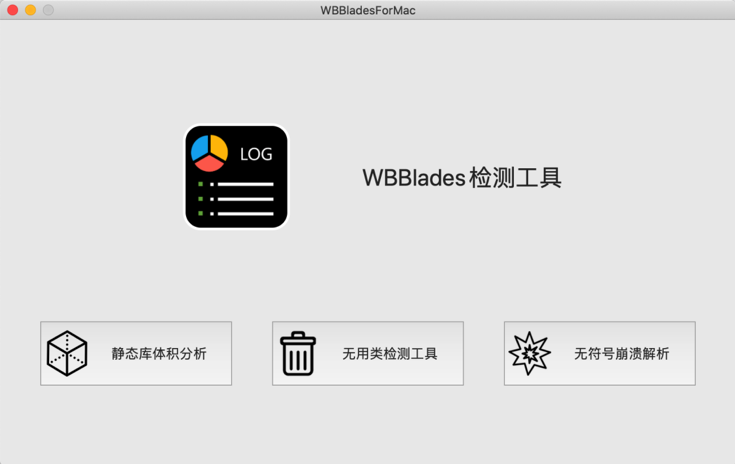 WBBladesForMac
LOG
WBBlades检测工具
静态库体积分析
无用类检测工具
无符号崩溃解析